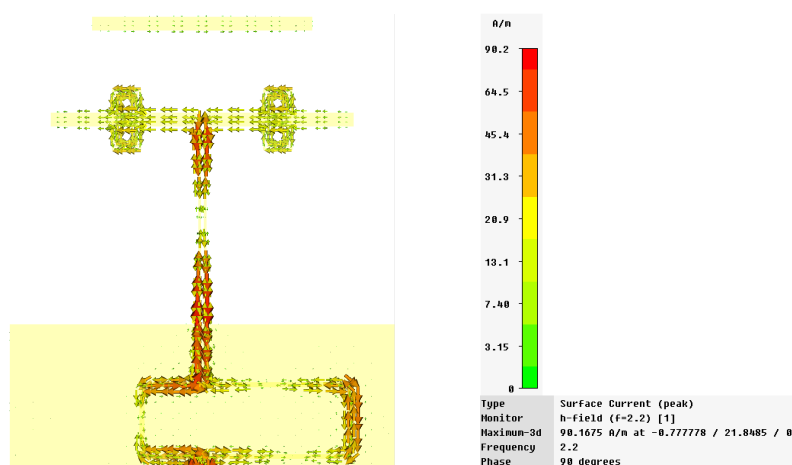 A/m
90.2
64.5
45.4
31.3
20.9
13.1
7.40
3.15
0
Type Surface Current (peak)
Monitor h-field (f=2.2) [1]
Maximum-3d 90.1675 A/m at -0.777778 / 21.8485 / 0
Frequency 2.2
Phase 90 degrees